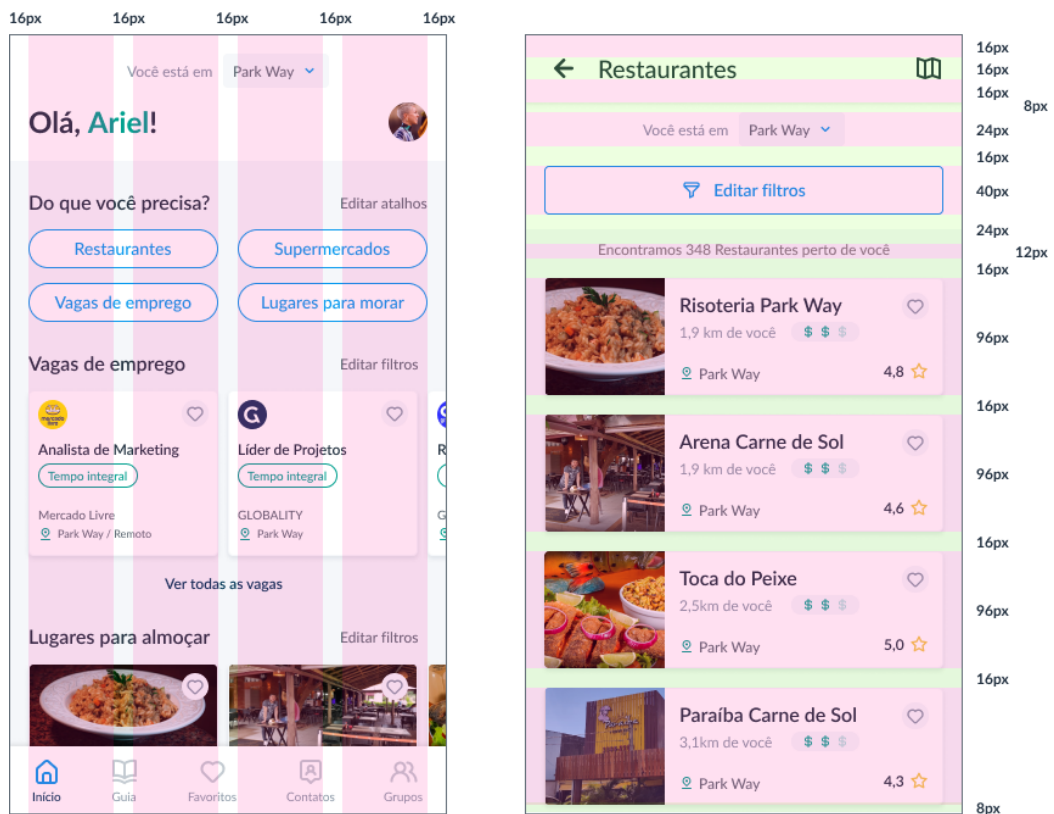 16px 16px 16px 16px 16px
Você está em Park Way
Olá, Ariel!
Do que você precisa? Editar atalhos
Restaurantes Supermercados
Vagas de emprego Lugares para morar
Vagas de emprego Editar filtros
Analista de Marketing Líder de Projetos R
Tempo integral Tempo integral
Mercado Livre GLOBALITY G
Park Way / Remoto Park Way
Ver todas as vagas
Lugares para almoçar Editar filtros
Início Guia Favoritos Contatos Grupos
Restaurantes
Você está em Park Way
Editar filtros
Encontramos 348 Restaurantes perto de você
Risoteria Park Way
1,9 km de você $ $ $
Park Way 4,8
Arena Carne de Sol
1,9 km de você $ $ $
Park Way 4,6
Toca do Peixe
2,5km de você $ $ $
Park Way 5,0
Paraíba Carne de Sol
3,1km de você $ $ $
Park Way 4,3
16px
16px
16px
8px
24px
16px
40px
24px
12px
16px
96px
16px
96px
16px
96px
16px
8px